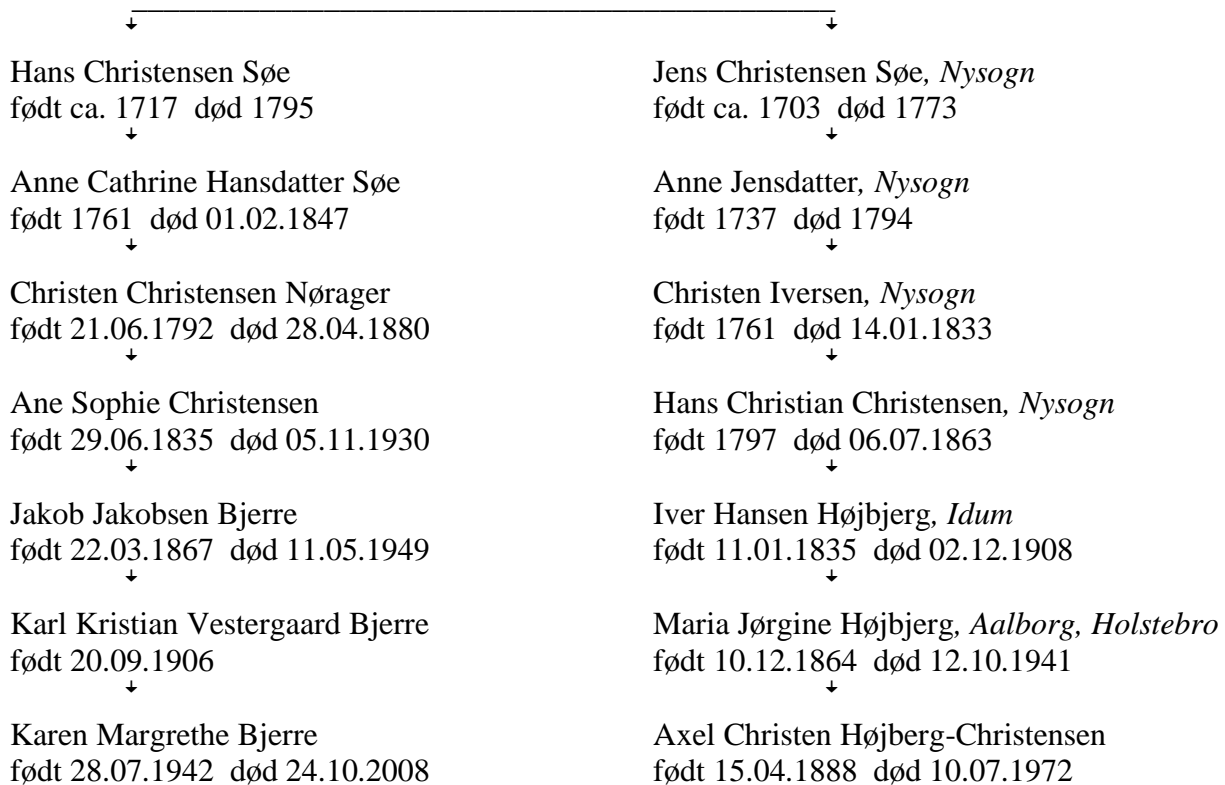 Hans Christensen Søe
født ca. 1717  død 1795
Anne Cathrine Hansdatter Søe
født 1761  død 01.02.1847
Christen Christensen Nørager
født 21.06.1792  død 28.04.1880
Ane Sophie Christensen
født 29.06.1835  død 05.11.1930
Jakob Jakobsen Bjerre
født 22.03.1867  død 11.05.1949
Karl Kristian Vestergaard Bjerre
født 20.09.1906
Karen Margrethe Bjerre
født 28.07.1942  død 24.10.2008
Jens Christensen Søe, Nysogn
født ca. 1703  død 1773
Anne Jensdatter, Nysogn
født 1737  død 1794
Christen Iversen, Nysogn
født 1761  død 14.01.1833
Hans Christian Christensen, Nysogn
født 1797  død 06.07.1863
Iver Hansen Højbjerg, Idum
født 11.01.1835  død 02.12.1908
Maria Jørgine Højbjerg, Aalborg, Holstebro
født 10.12.1864  død 12.10.1941
Axel Christen Højberg-Christensen
født 15.04.1888  død 10.07.1972